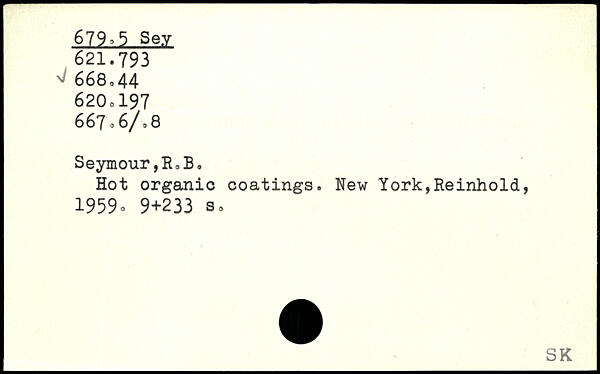 679.5 Sey
621.793
✓ 668.44
620.197
667.6/.8
Seymour,R.B.
Hot organic coatings. New York,Reinhold,
1959. 9+233 s.
SK